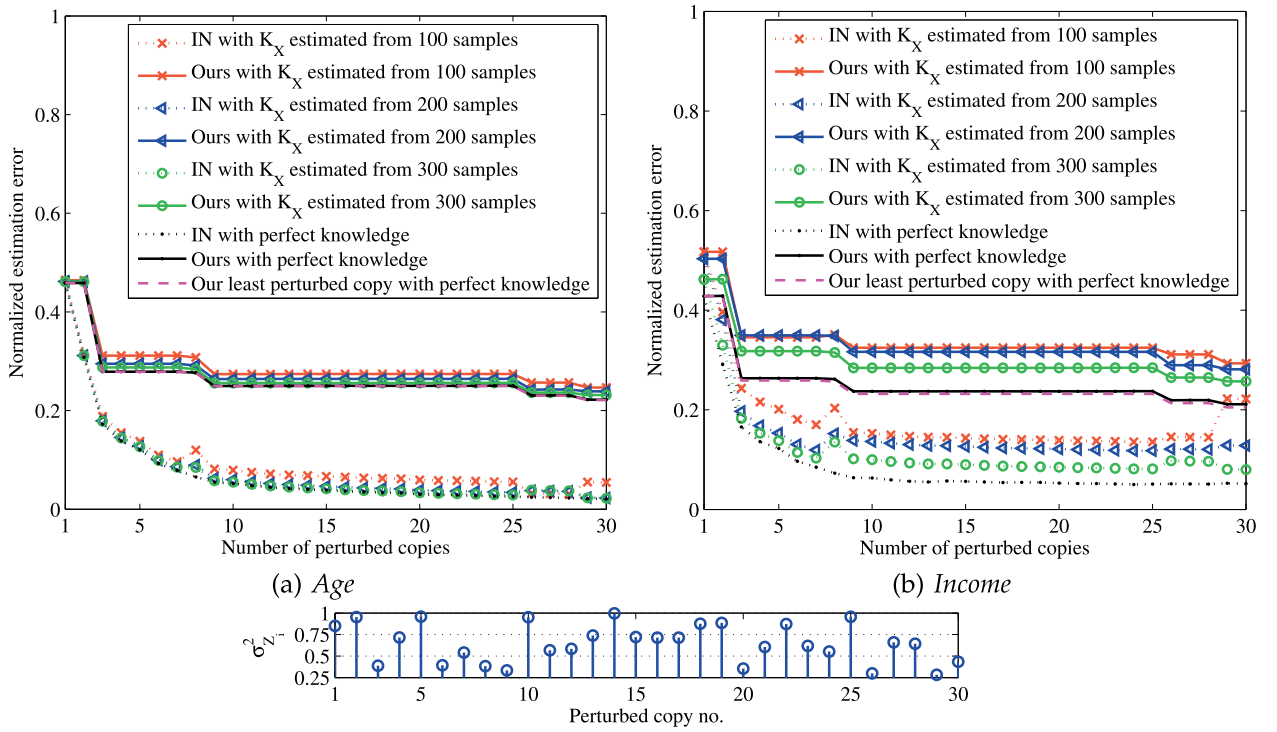 1
0.8
0.6
0.4
0.2
0
Normalized estimation error
IN with K_X estimated from 100 samples
Ours with K_X estimated from 100 samples
IN with K_X estimated from 200 samples
Ours with K_X estimated from 200 samples
IN with K_X estimated from 300 samples
Ours with K_X estimated from 300 samples
IN with perfect knowledge
Ours with perfect knowledge
Our least perturbed copy with perfect knowledge
1 5 10 15 20 25 30
Number of perturbed copies
(a) Age
1
0.8
0.6
0.4
0.2
0
Normalized estimation error
IN with K_X estimated from 100 samples
Ours with K_X estimated from 100 samples
IN with K_X estimated from 200 samples
Ours with K_X estimated from 200 samples
IN with K_X estimated from 300 samples
Ours with K_X estimated from 300 samples
IN with perfect knowledge
Ours with perfect knowledge
Our least perturbed copy with perfect knowledge
1 5 10 15 20 25 30
Number of perturbed copies
(b) Income
1
0.75
0.5
0.25
σ²_{Z_i}
1 5 10 15 20 25 30
Perturbed copy no.